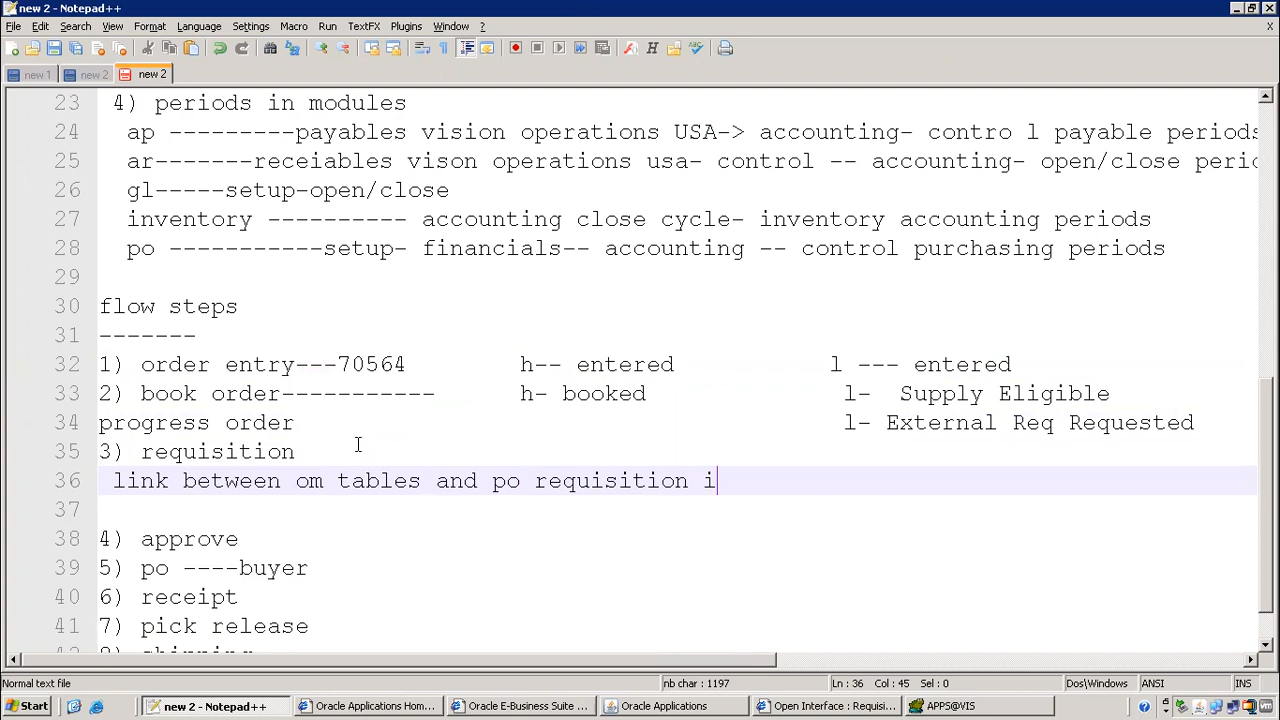 new 2 - Notepad++
File Edit Search View Format Language Settings Macro Run TextFX Plugins Window ? X
new 1 new 2 new 2
23 4) periods in modules
24 ap ---------payables vision operations USA-> accounting- contro l payable periods
25 ar-------receiables vison operations usa- control -- accounting- open/close perio
26 gl-----setup-open/close
27 inventory ---------- accounting close cycle- inventory accounting periods
28 po -----------setup- financials-- accounting -- control purchasing periods
29
30 flow steps
31 -------
32 1) order entry---70564 h-- entered l --- entered
33 2) book order----------- h- booked l- Supply Eligible
34 progress order l- External Req Requested
35 3) requisition
36 link between om tables and po requisition i
37
38 4) approve
39 5) po ----buyer
40 6) receipt
41 7) pick release
Normal text file nb char : 1197 Ln : 36 Col : 45 Sel : 0 Dos\Windows ANSI INS
Start new 2 - Notepad++ Oracle Applications Hom... Oracle E-Business Suite ... Oracle Applications Open Interface : Requisi... APPS@VIS